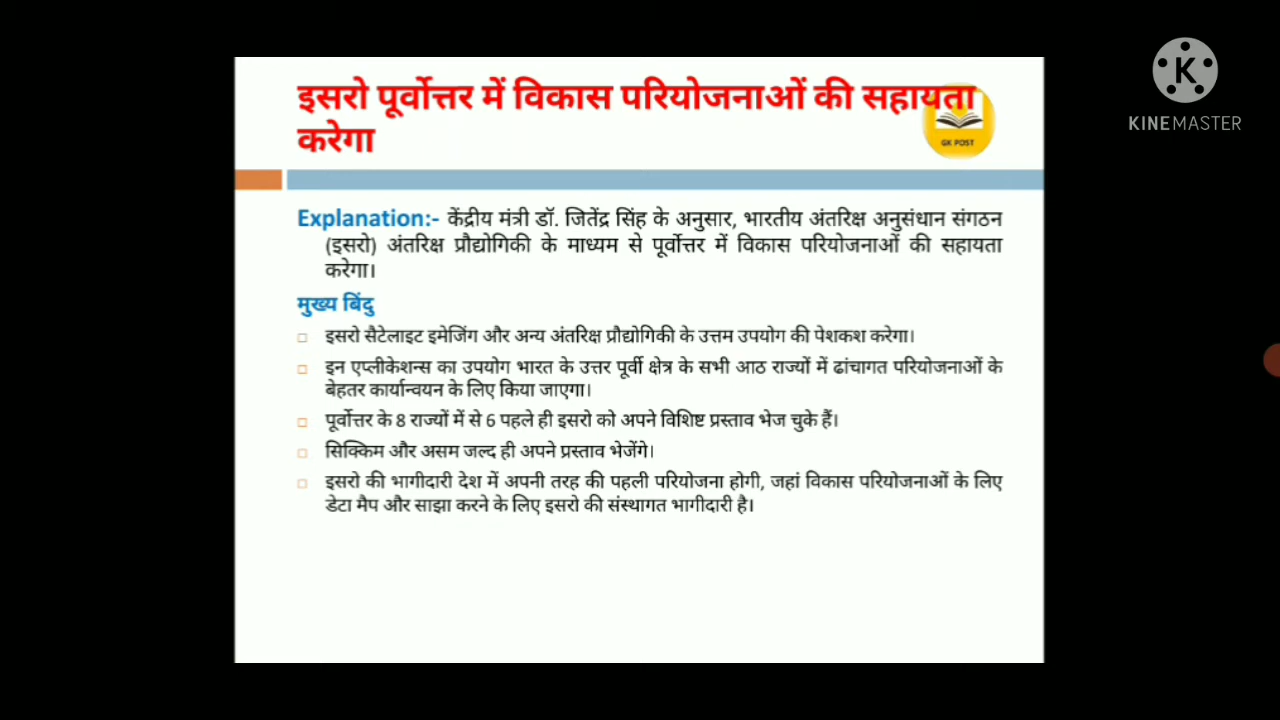 इसरो पूर्वोत्तर में विकास परियोजनाओं की सहायता
करेगा
GK POST
KINEMASTER
Explanation:- केंद्रीय मंत्री डॉ. जितेंद्र सिंह के अनुसार, भारतीय अंतरिक्ष अनुसंधान संगठन
(इसरो) अंतरिक्ष प्रौद्योगिकी के माध्यम से पूर्वोत्तर में विकास परियोजनाओं की सहायता
करेगा।
मुख्य बिंदु
इसरो सैटेलाइट इमेजिंग और अन्य अंतरिक्ष प्रौद्योगिकी के उत्तम उपयोग की पेशकश करेगा।
इन एप्लीकेशन्स का उपयोग भारत के उत्तर पूर्वी क्षेत्र के सभी आठ राज्यों में ढांचागत परियोजनाओं के
बेहतर कार्यान्वयन के लिए किया जाएगा।
पूर्वोत्तर के 8 राज्यों में से 6 पहले ही इसरो को अपने विशिष्ट प्रस्ताव भेज चुके हैं।
सिक्किम और असम जल्द ही अपने प्रस्ताव भेजेंगे।
इसरो की भागीदारी देश में अपनी तरह की पहली परियोजना होगी, जहां विकास परियोजनाओं के लिए
डेटा मैप और साझा करने के लिए इसरो की संस्थागत भागीदारी है।